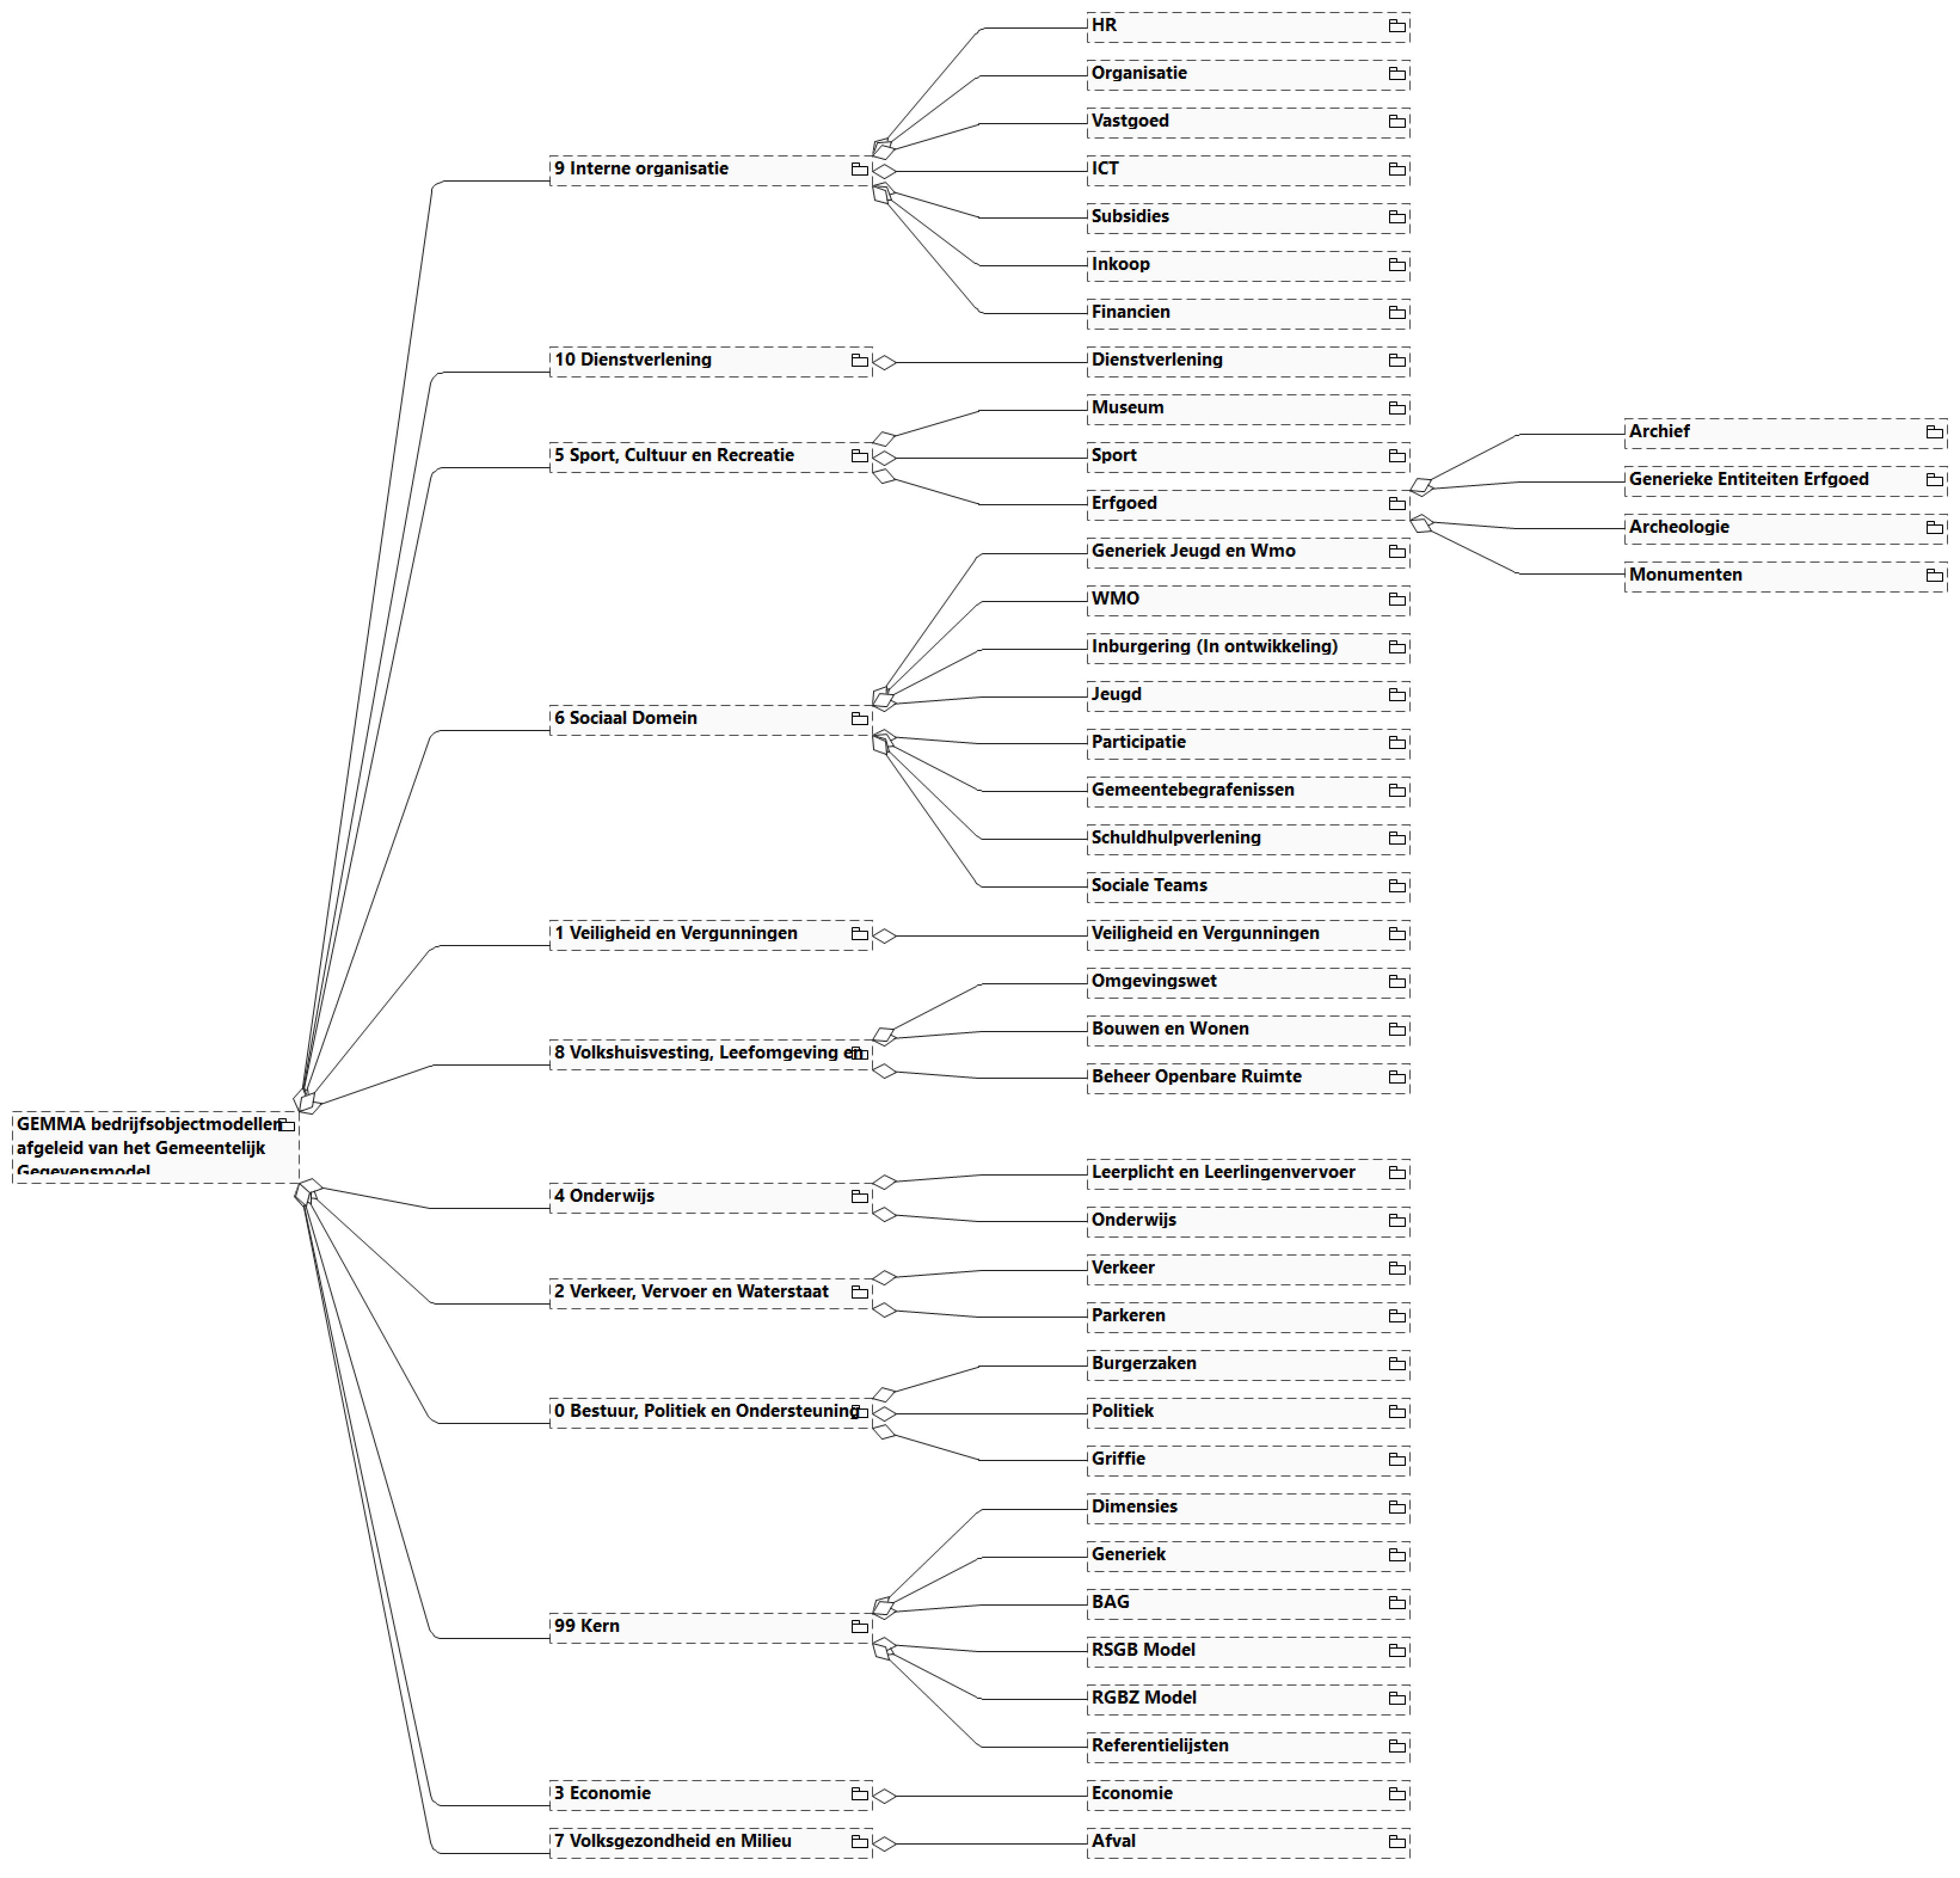 GEMMA bedrijfsobjectmodellen
afgeleid van het Gemeentelijk
Gegevensmodel
9 Interne organisatie
HR
Organisatie
Vastgoed
ICT
Subsidies
Inkoop
Financien
10 Dienstverlening
Dienstverlening
5 Sport, Cultuur en Recreatie
Museum
Sport
Erfgoed
Archief
Generieke Entiteiten Erfgoed
Archeologie
Monumenten
6 Sociaal Domein
Generiek Jeugd en Wmo
WMO
Inburgering (In ontwikkeling)
Jeugd
Participatie
Gemeentebegrafenissen
Schuldhulpverlening
Sociale Teams
1 Veiligheid en Vergunningen
Veiligheid en Vergunningen
8 Volkshuisvesting, Leefomgeving en
Omgevingswet
Bouwen en Wonen
Beheer Openbare Ruimte
4 Onderwijs
Leerplicht en Leerlingenvervoer
Onderwijs
2 Verkeer, Vervoer en Waterstaat
Verkeer
Parkeren
0 Bestuur, Politiek en Ondersteuning
Burgerzaken
Politiek
Griffie
99 Kern
Dimensies
Generiek
BAG
RSGB Model
RGBZ Model
Referentielijsten
3 Economie
Economie
7 Volksgezondheid en Milieu
Afval